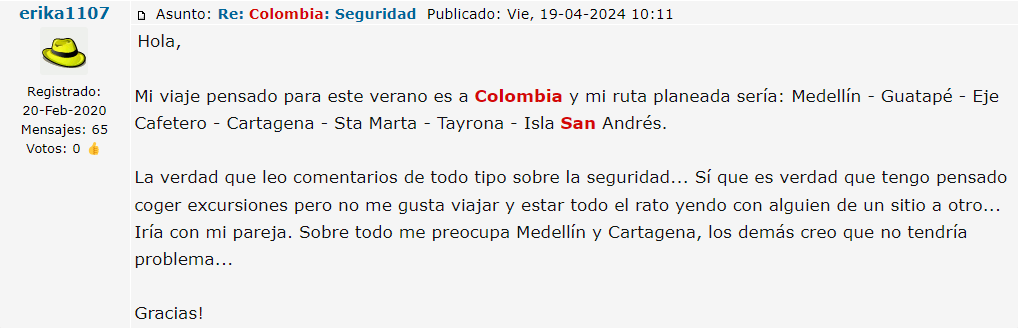 erika1107
Registrado:
20-Feb-2020
Mensajes: 65
Votos: 0 👍
Asunto: Re: Colombia: Seguridad Publicado: Vie, 19-04-2024 10:11
Hola,
Mi viaje pensado para este verano es a Colombia y mi ruta planeada sería: Medellín - Guatapé - Eje
Cafetero - Cartagena - Sta Marta - Tayrona - Isla San Andrés.
La verdad que leo comentarios de todo tipo sobre la seguridad... Sí que es verdad que tengo pensado
coger excursiones pero no me gusta viajar y estar todo el rato yendo con alguien de un sitio a otro...
Iría con mi pareja. Sobre todo me preocupa Medellín y Cartagena, los demás creo que no tendría
problema...
Gracias!